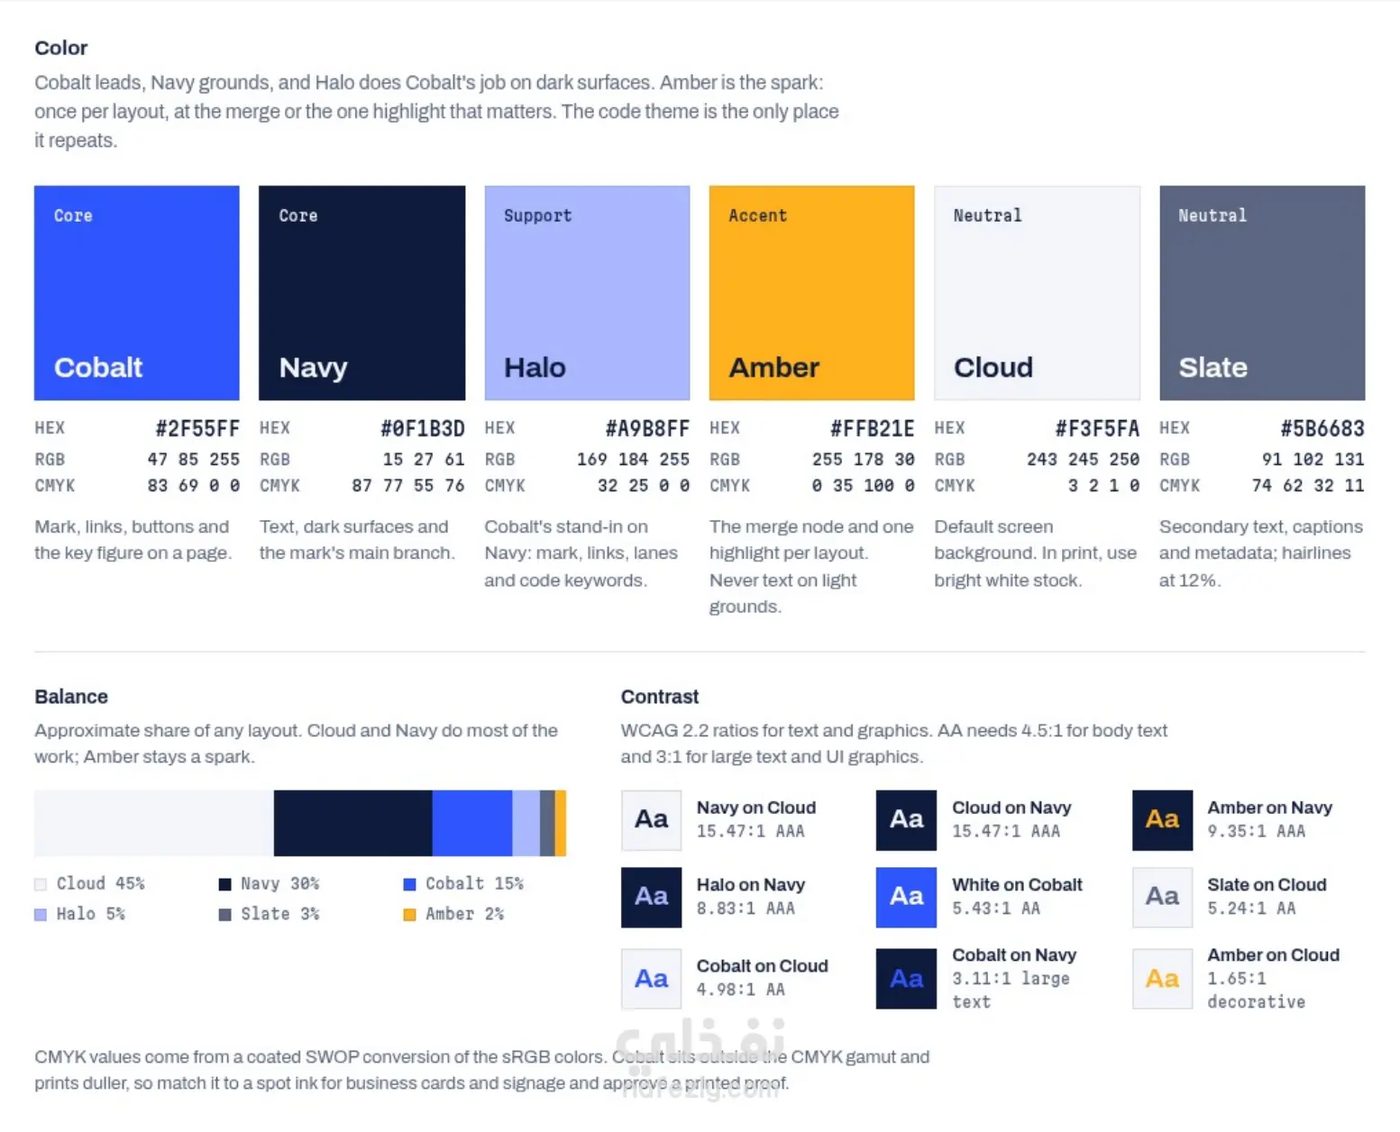 Color
Cobalt leads, Navy grounds, and Halo does Cobalt's job on dark surfaces. Amber is the spark:
once per layout, at the merge or the one highlight that matters. The code theme is the only place
it repeats.
Core
Cobalt
HEX #2F55FF
RGB 47 85 255
CMYK 83 69 0 0
Mark, links, buttons and
the key figure on a page.
Core
Navy
HEX #0F1B3D
RGB 15 27 61
CMYK 87 77 55 76
Text, dark surfaces and
the mark's main branch.
Support
Halo
HEX #A9B8FF
RGB 169 184 255
CMYK 32 25 0 0
Cobalt's stand-in on
Navy: mark, links, lanes
and code keywords.
Accent
Amber
HEX #FFB21E
RGB 255 178 30
CMYK 0 35 100 0
The merge node and one
highlight per layout.
Never text on light
grounds.
Neutral
Cloud
HEX #F3F5FA
RGB 243 245 250
CMYK 3 2 1 0
Default screen
background. In print, use
bright white stock.
Neutral
Slate
HEX #5B6683
RGB 91 102 131
CMYK 74 62 32 11
Secondary text, captions
and metadata; hairlines
at 12%.
Balance
Approximate share of any layout. Cloud and Navy do most of the
work; Amber stays a spark.
Cloud 45% Navy 30% Cobalt 15%
Halo 5% Slate 3% Amber 2%
Contrast
WCAG 2.2 ratios for text and graphics. AA needs 4.5:1 for body text
and 3:1 for large text and UI graphics.
Aa
Navy on Cloud
15.47:1 AAA
Aa
Cloud on Navy
15.47:1 AAA
Aa
Amber on Navy
9.35:1 AAA
Aa
Halo on Navy
8.83:1 AAA
Aa
White on Cobalt
5.43:1 AA
Aa
Slate on Cloud
5.24:1 AA
Aa
Cobalt on Cloud
4.98:1 AA
Aa
Cobalt on Navy
3.11:1 large
text
Aa
Amber on Cloud
1.65:1
decorative
CMYK values come from a coated SWOP conversion of the sRGB colors. Cobalt sits outside the CMYK gamut and
prints duller, so match it to a spot ink for business cards and signage and approve a printed proof.
نفذلي
nafezly.com